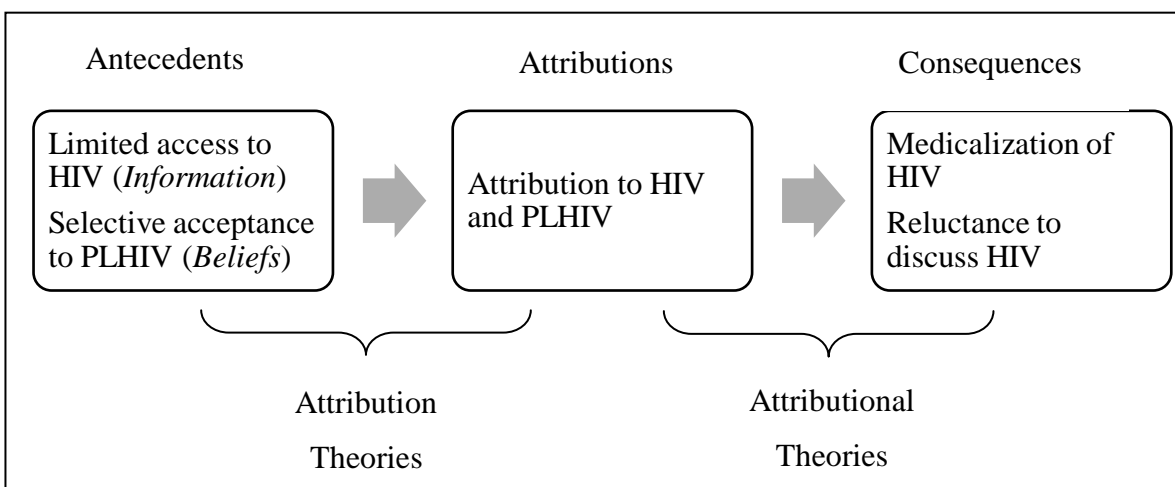 Antecedents
Attributions
Consequences
Limited access to
HIV (Information)
Selective acceptance
to PLHIV (Beliefs)
Attribution to HIV
and PLHIV
Medicalization of
HIV
Reluctance to
discuss HIV
Attribution
Theories
Attributional
Theories